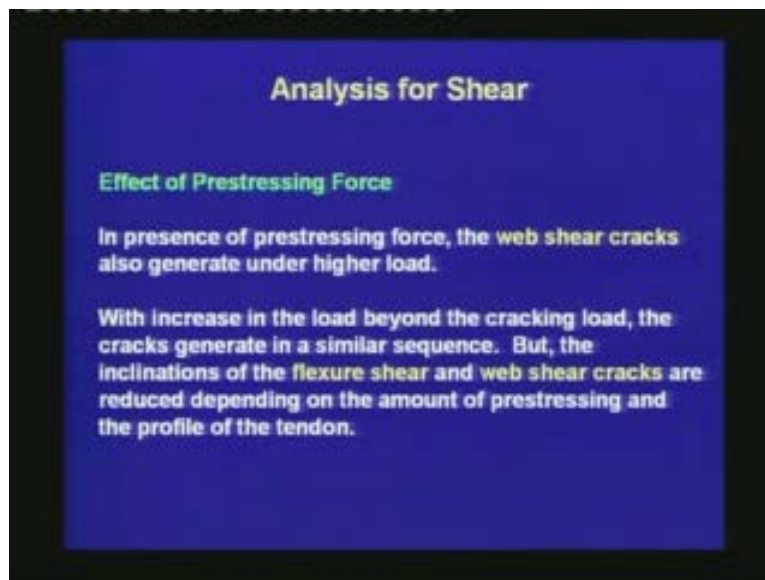 Analysis for Shear
Effect of Prestressing Force
In presence of prestressing force, the web shear cracks
also generate under higher load.
With increase in the load beyond the cracking load, the
cracks generate in a similar sequence. But, the
inclinations of the flexure shear and web shear cracks are
reduced depending on the amount of prestressing and
the profile of the tendon.